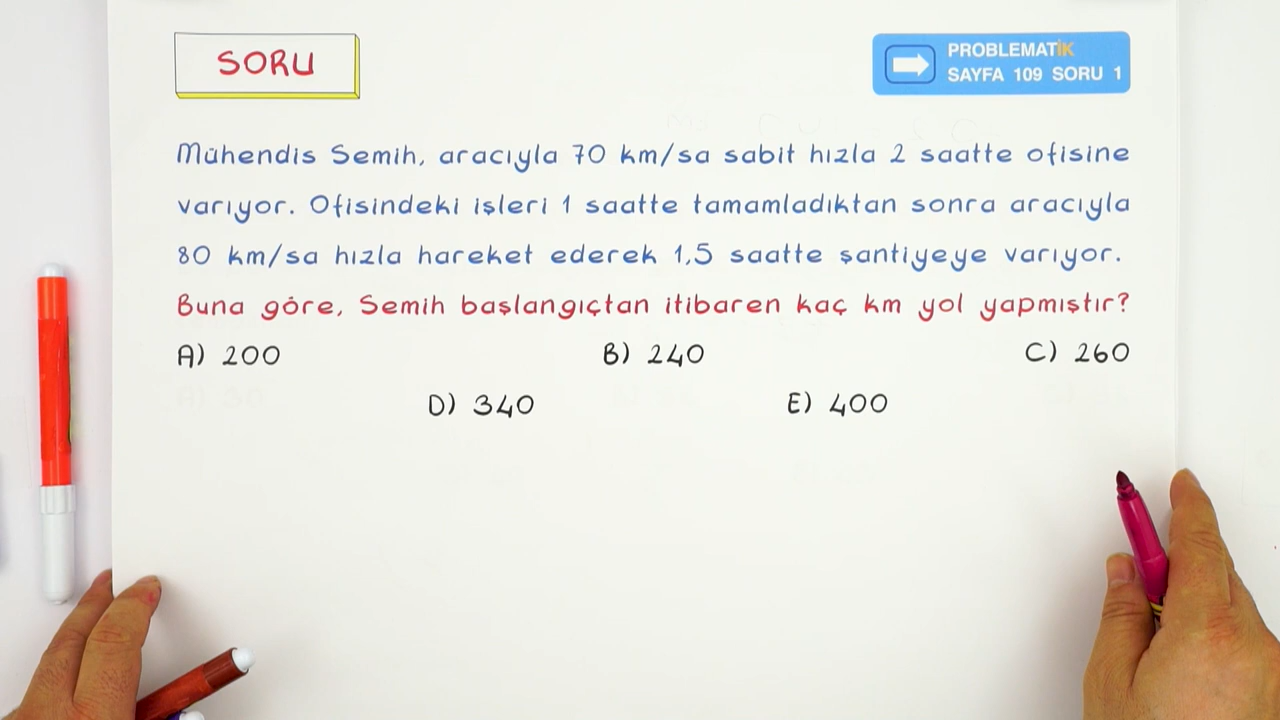 SORU
PROBLEMATİK
SAYFA 109 SORU 1
Mühendis Semih, aracıyla 70 km/sa sabit hızla 2 saatte ofisine
varıyor. Ofisindeki işleri 1 saatte tamamladıktan sonra aracıyla
80 km/sa hızla hareket ederek 1,5 saatte şantiyeye varıyor.
Buna göre, Semih başlangıçtan itibaren kaç km yol yapmıştır?
A) 200 B) 240 C) 260
D) 340 E) 400